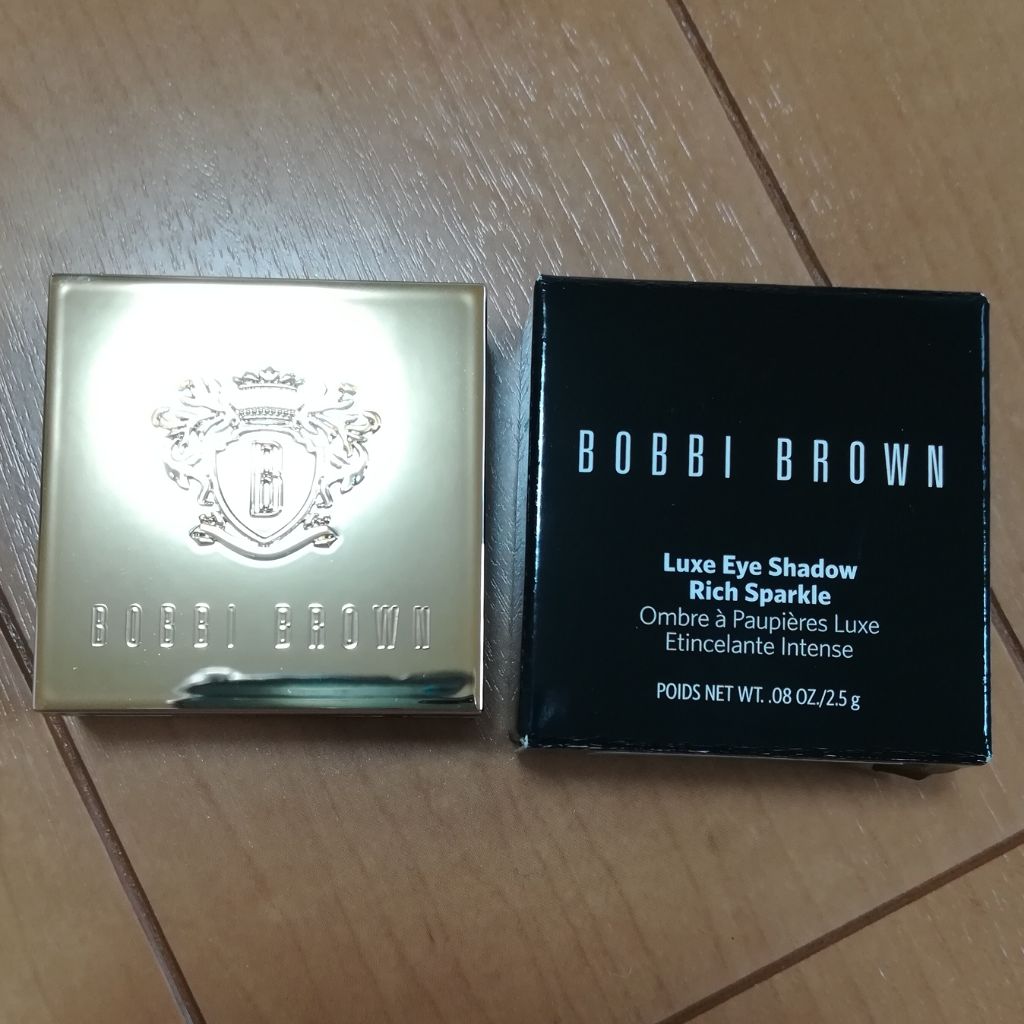 B
BOBBI BROWN
BOBBI BROWN
Luxe Eye Shadow
Rich Sparkle
Ombre à Paupières Luxe
Etincelante Intense
POIDS NET WT. .08 OZ./2.5 g